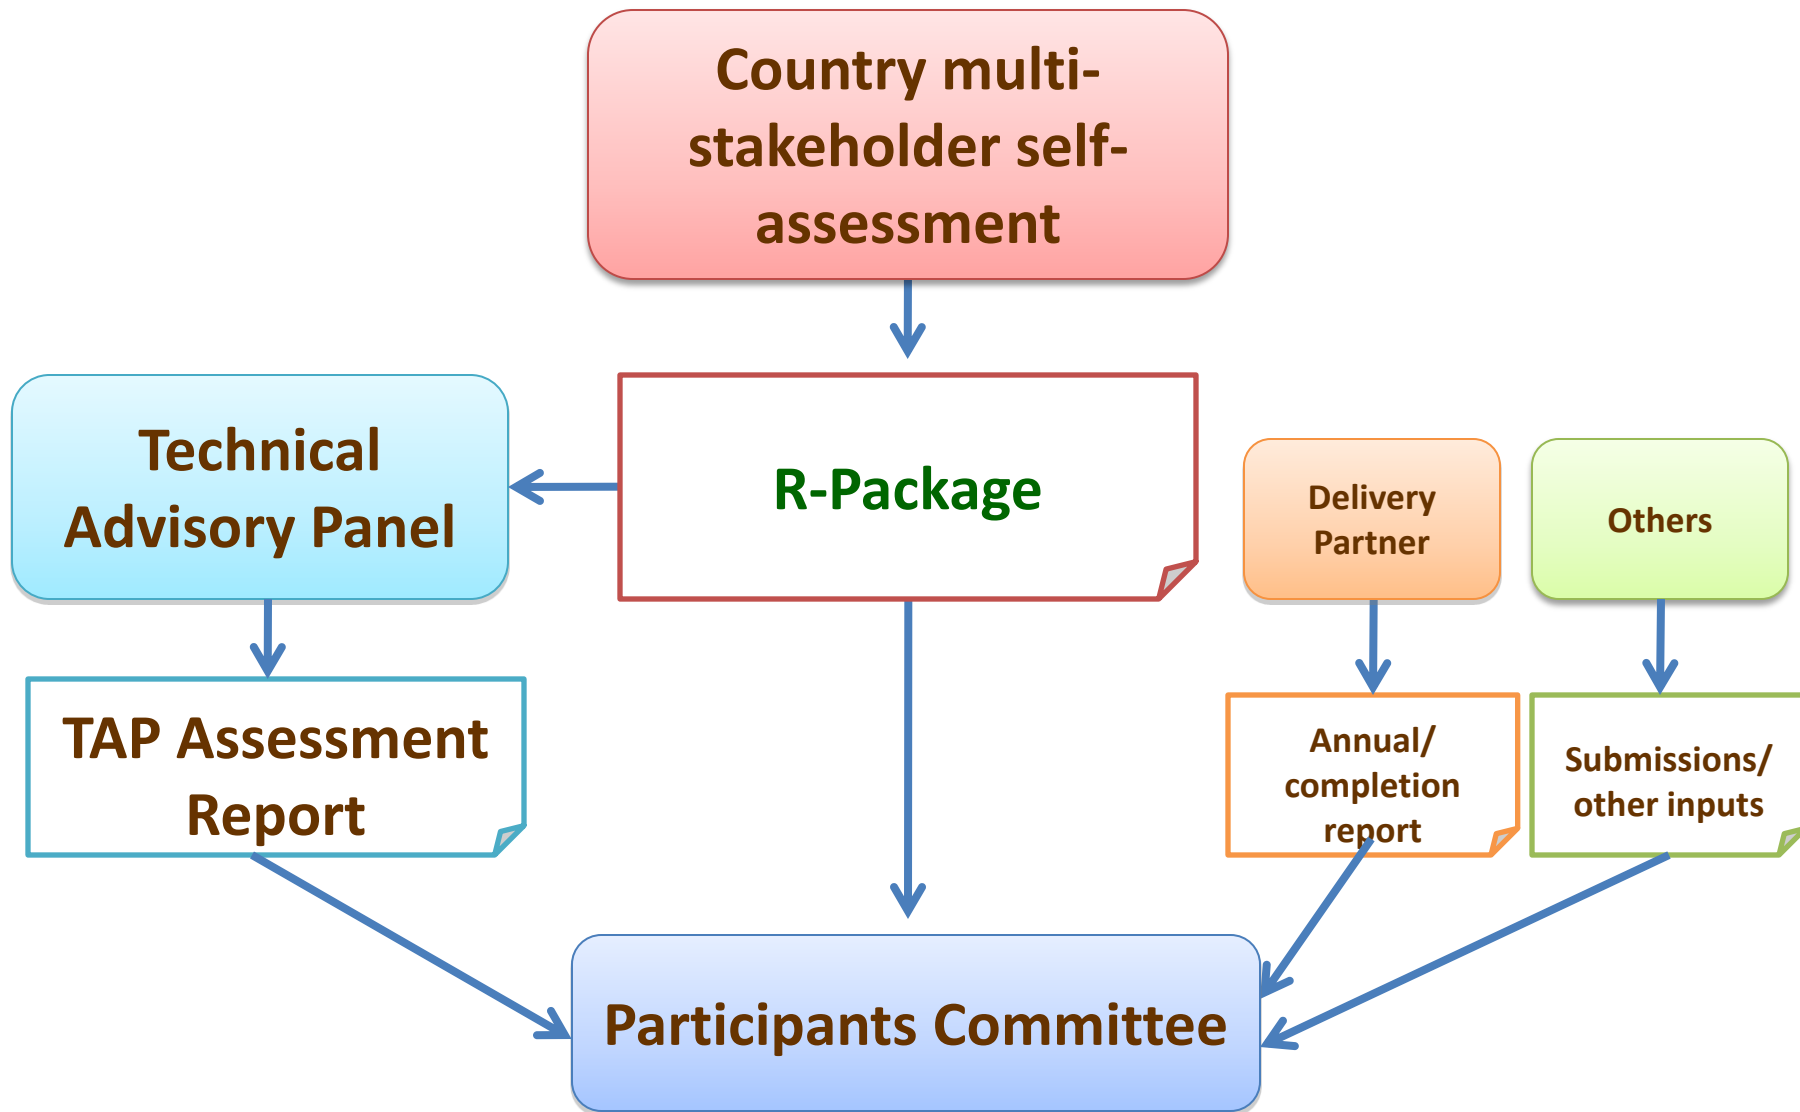 Country multi-
stakeholder self-
assessment
Technical
Advisory Panel
R-Package
Delivery
Partner
Others
TAP Assessment
Report
Annual/
completion
report
Submissions/
other inputs
Participants Committee